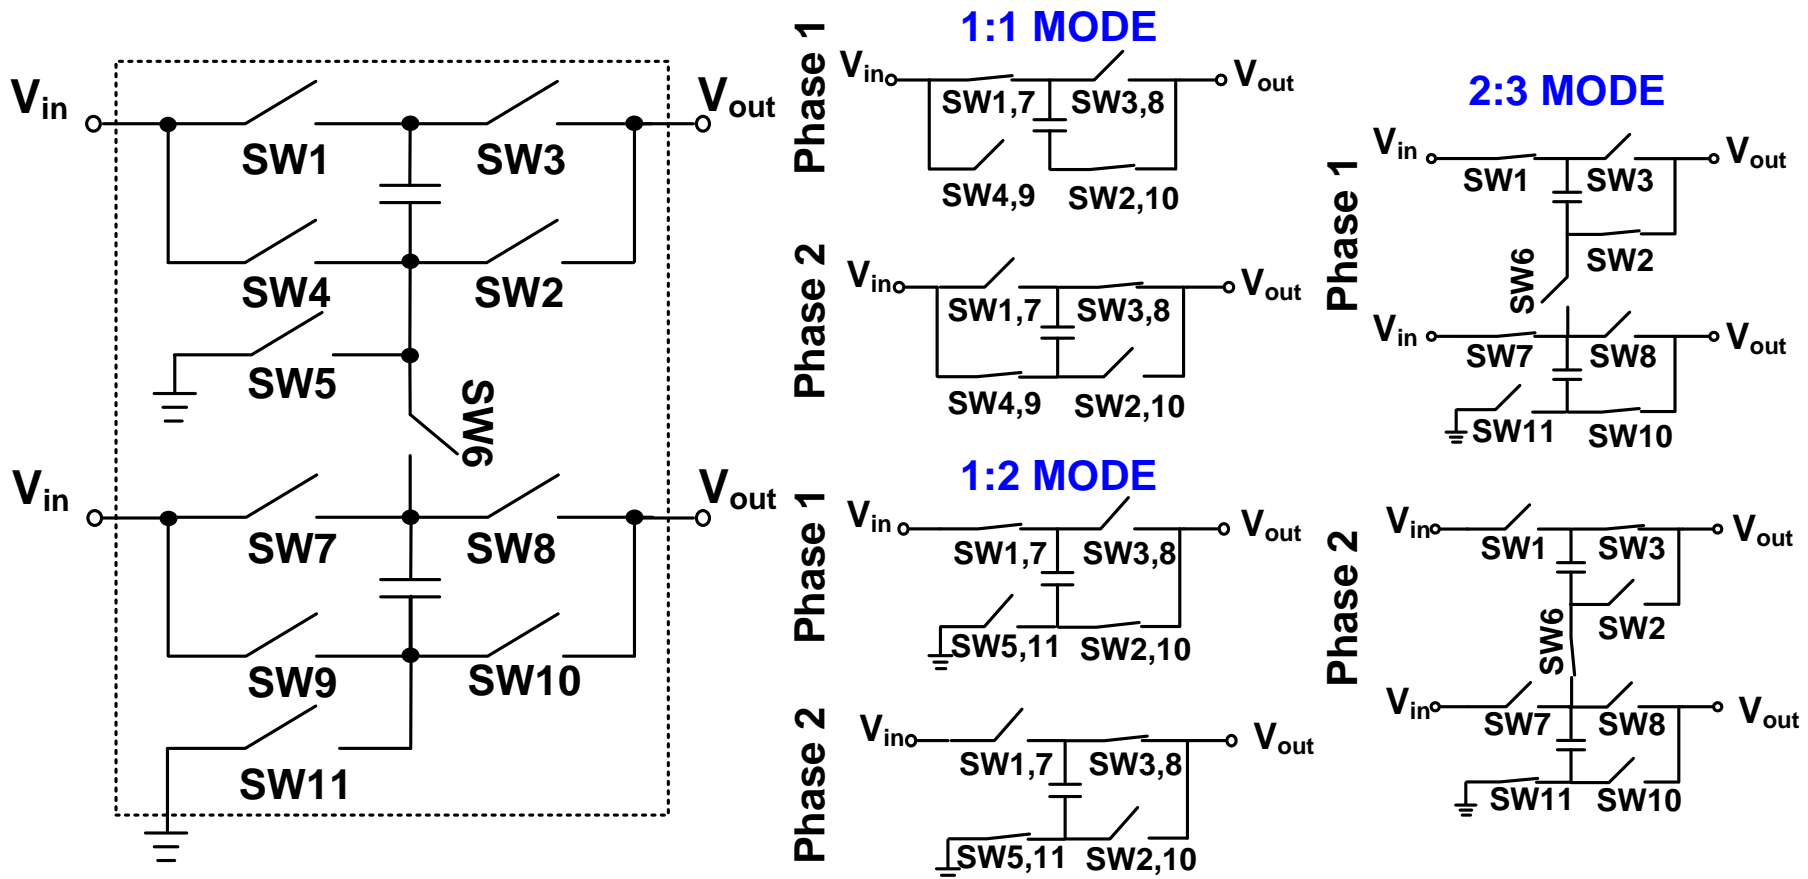 Vin
Vout
SW1
SW3
SW4
SW2
SW5
SW6
Vin
Vout
SW7
SW8
SW9
SW10
SW11
1:1 MODE
Phase 1
Vin
Vout
SW1,7
SW3,8
SW4,9
SW2,10
Phase 2
Vin
Vout
SW1,7
SW3,8
SW4,9
SW2,10
1:2 MODE
Phase 1
Vin
Vout
SW1,7
SW3,8
SW5,11
SW2,10
Phase 2
Vin
Vout
SW1,7
SW3,8
SW5,11
SW2,10
2:3 MODE
Phase 1
Vin
Vout
SW1
SW3
SW2
SW6
Vin
Vout
SW7
SW8
SW11
SW10
Phase 2
Vin
Vout
SW1
SW3
SW2
SW6
Vin
Vout
SW7
SW8
SW11
SW10